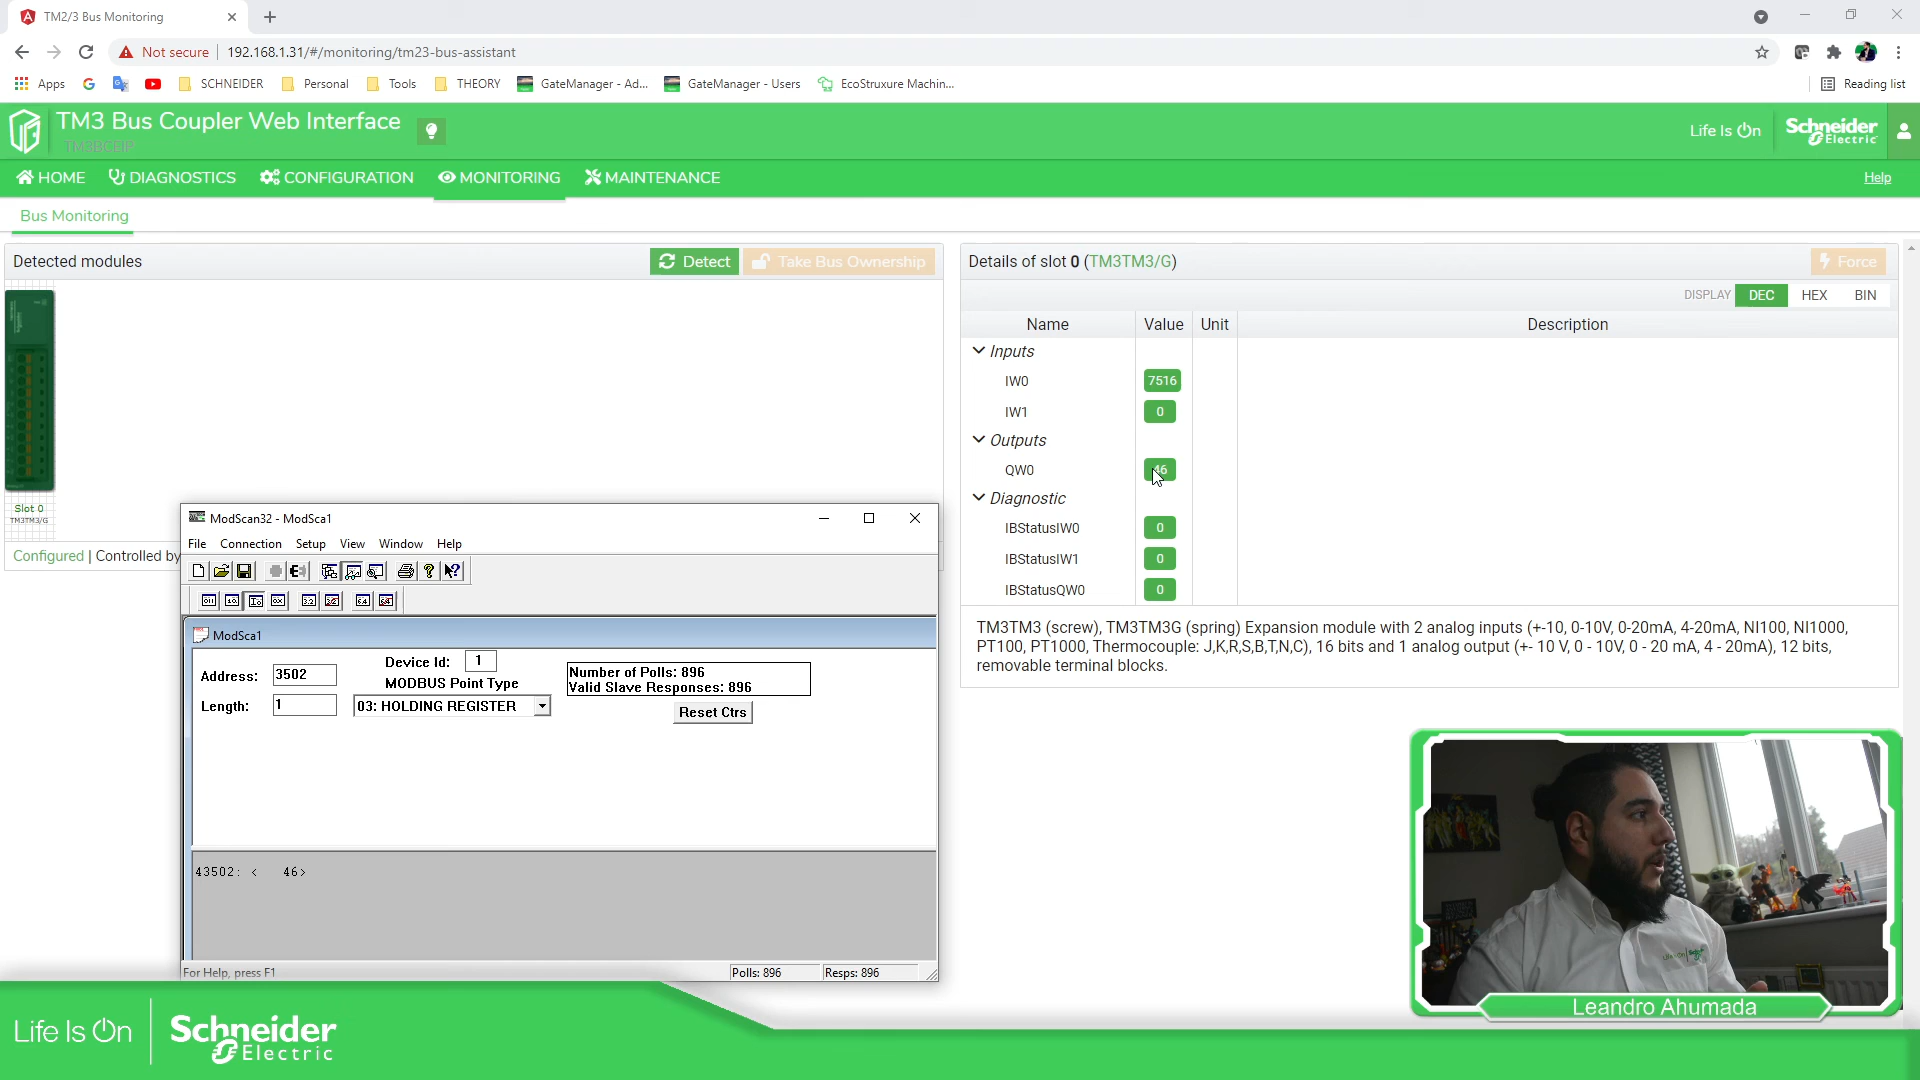 TM2/3 Bus Monitoring
Not secure
192.168.1.31/#/monitoring/tm23-bus-assistant
Apps
SCHNEIDER
Personal
Tools
THEORY
GateManager - Ad...
GateManager - Users
EcoStruxure Machin...
Reading list
TM3 Bus Coupler Web Interface
TM3BCEIP
Life Is On
Schneider
Electric
HOME
DIAGNOSTICS
CONFIGURATION
MONITORING
MAINTENANCE
Help
Bus Monitoring
Detected modules
Detect
Take Bus Ownership
Slot 0
TM3TM3/G
Configured | Controlled by
Details of slot 0 (TM3TM3/G)
Force
DISPLAY DEC HEX BIN
Name Value Unit Description
Inputs
IW0 7516
IW1 0
Outputs
QW0 46
Diagnostic
IBStatusIW0 0
IBStatusIW1 0
IBStatusQW0 0
TM3TM3 (screw), TM3TM3G (spring) Expansion module with 2 analog inputs (+-10, 0-10V, 0-20mA, 4-20mA, NI100, NI1000,
PT100, PT1000, Thermocouple: J,K,R,S,B,T,N,C), 16 bits and 1 analog output (+- 10 V, 0 - 10V, 0 - 20 mA, 4 - 20mA), 12 bits,
removable terminal blocks.
ModScan32 - ModSca1
File Connection Setup View Window Help
ModSca1
Address: 3502
Length: 1
Device Id: 1
MODBUS Point Type
03: HOLDING REGISTER
Number of Polls: 896
Valid Slave Responses: 896
Reset Ctrs
43502: < 46>
For Help, press F1
Polls: 896
Resps: 896
Leandro Ahumada
Life Is On
Schneider
Electric